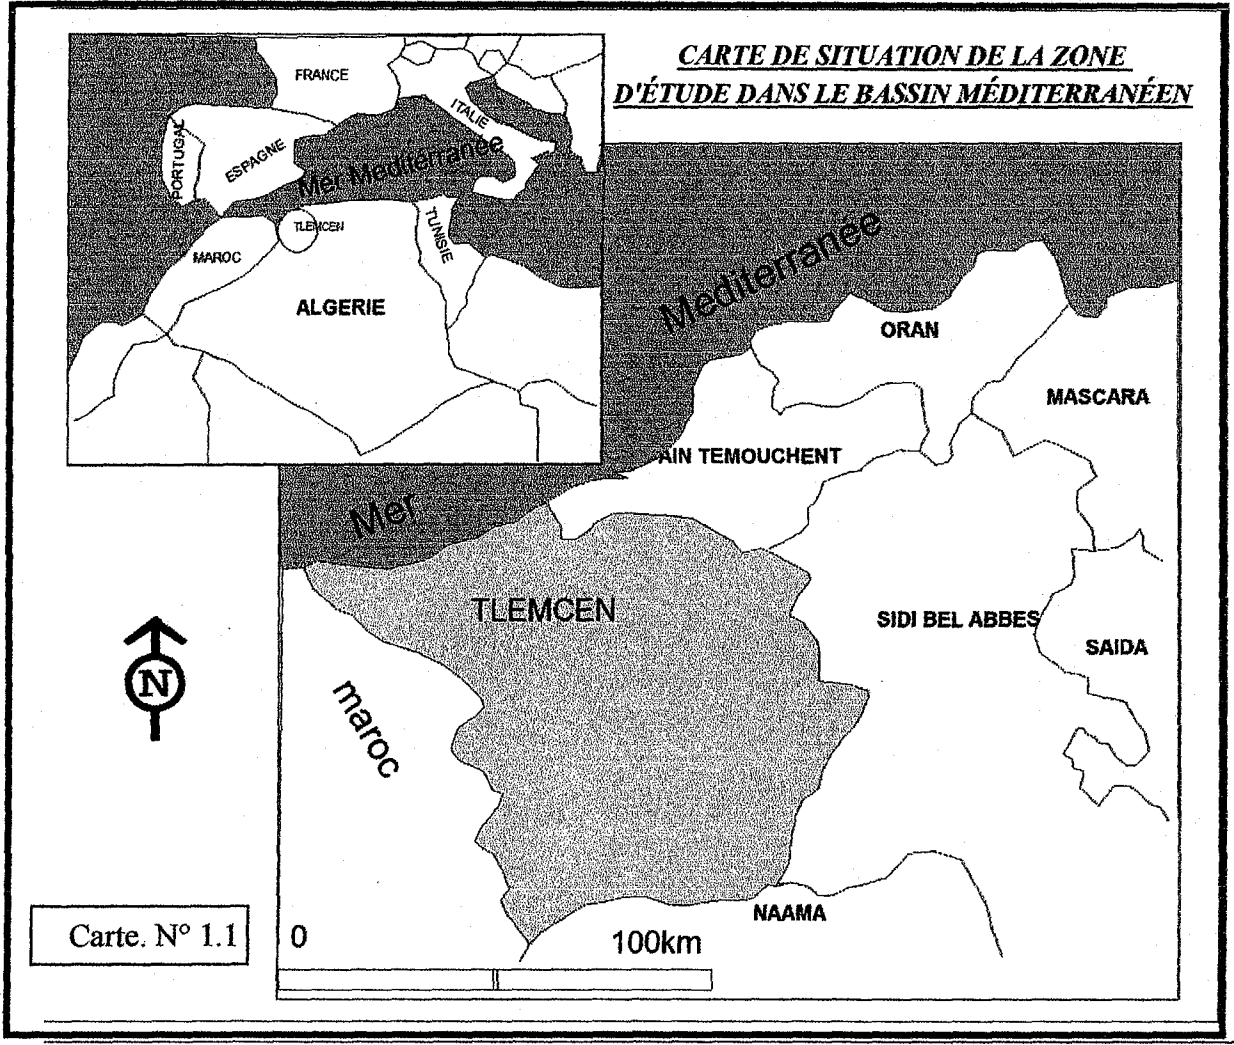 CARTE DE SITUATION DE LA ZONE
D'ÉTUDE DANS LE BASSIN MÉDITERRANÉEN
FRANCE
ITALIE
PORTUGAL
ESPAGNE
Mer Mediterranée
TLEMCEN
TUNISIE
MAROC
ALGERIE
Mer Mediterranée
ORAN
MASCARA
AIN TEMOUCHENT
TLEMCEN
SIDI BEL ABBES
SAIDA
maroc
N
NAAMA
Carte. N° 1.1
0 100km